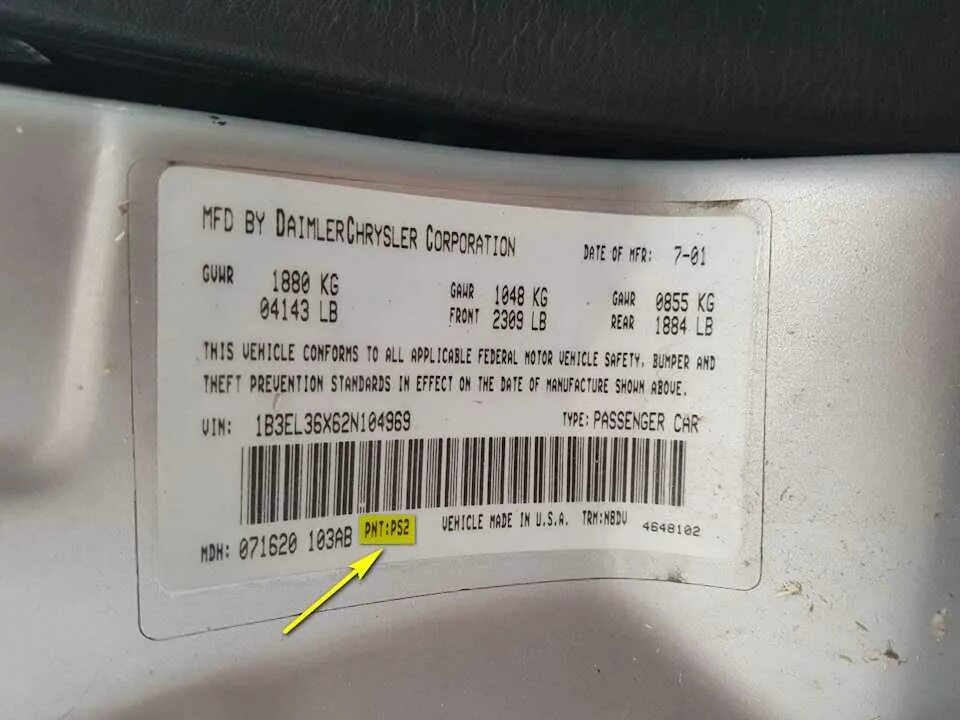 MFD BY DAIMLERCHRYSLER CORPORATION DATE OF MFR: 7-01
GVWR 1880 KG GAWR 1048 KG GAWR 0855 KG
04143 LB FRONT 2309 LB REAR 1884 LB
THIS VEHICLE CONFORMS TO ALL APPLICABLE FEDERAL MOTOR VEHICLE SAFETY, BUMPER AND
THEFT PREVENTION STANDARDS IN EFFECT ON THE DATE OF MANUFACTURE SHOWN ABOVE.
VIN: 1B3EL36X62N104969 TYPE: PASSENGER CAR
MDH: 071620 103AB PNT:PS2 VEHICLE MADE IN U.S.A. TRM:NBDV 4648102